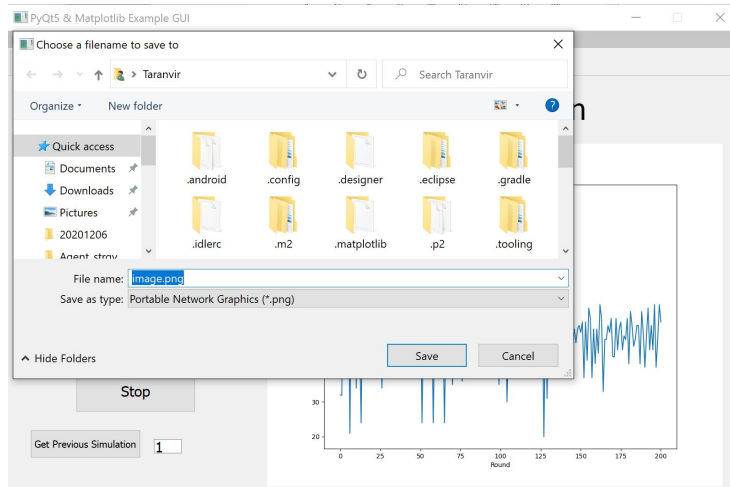 PyQt5 & Matplotlib Example GUI
Choose a filename to save to
Taranvir
Search Taranvir
Organize
New folder
n
Quick access
Documents
Downloads
Pictures
20201206
.android
.config
.designer
.eclipse
.gradle
.idlerc
.m2
.matplotlib
.p2
.tooling
File name: image.png
Save as type: Portable Network Graphics (*.png)
Hide Folders
Save
Cancel
Stop
Get Previous Simulation
1
30
20
0 25 50 75 100 125 150 175 200
Round